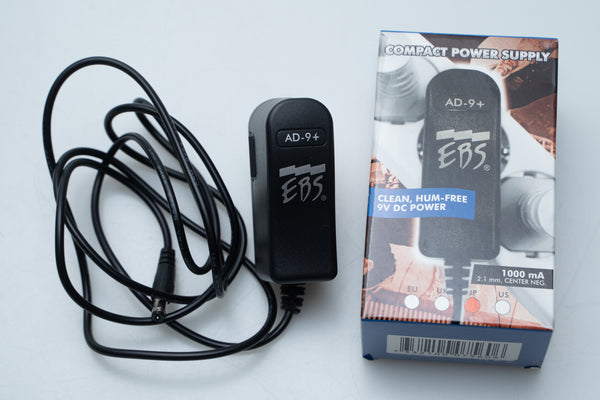 AD-9+
EBS®
COMPACT POWER SUPPLY
AD-9+
EBS®
CLEAN, HUM-FREE
9V DC POWER
1000 mA
2.1 mm, CENTER NEG.
EU UK JP US